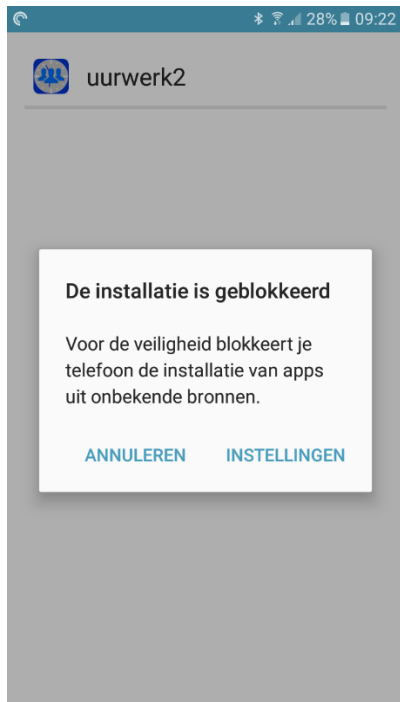 28% 09:22
uurwerk2
De installatie is geblokkeerd
Voor de veiligheid blokkeert je
telefoon de installatie van apps
uit onbekende bronnen.
ANNULEREN INSTELLINGEN